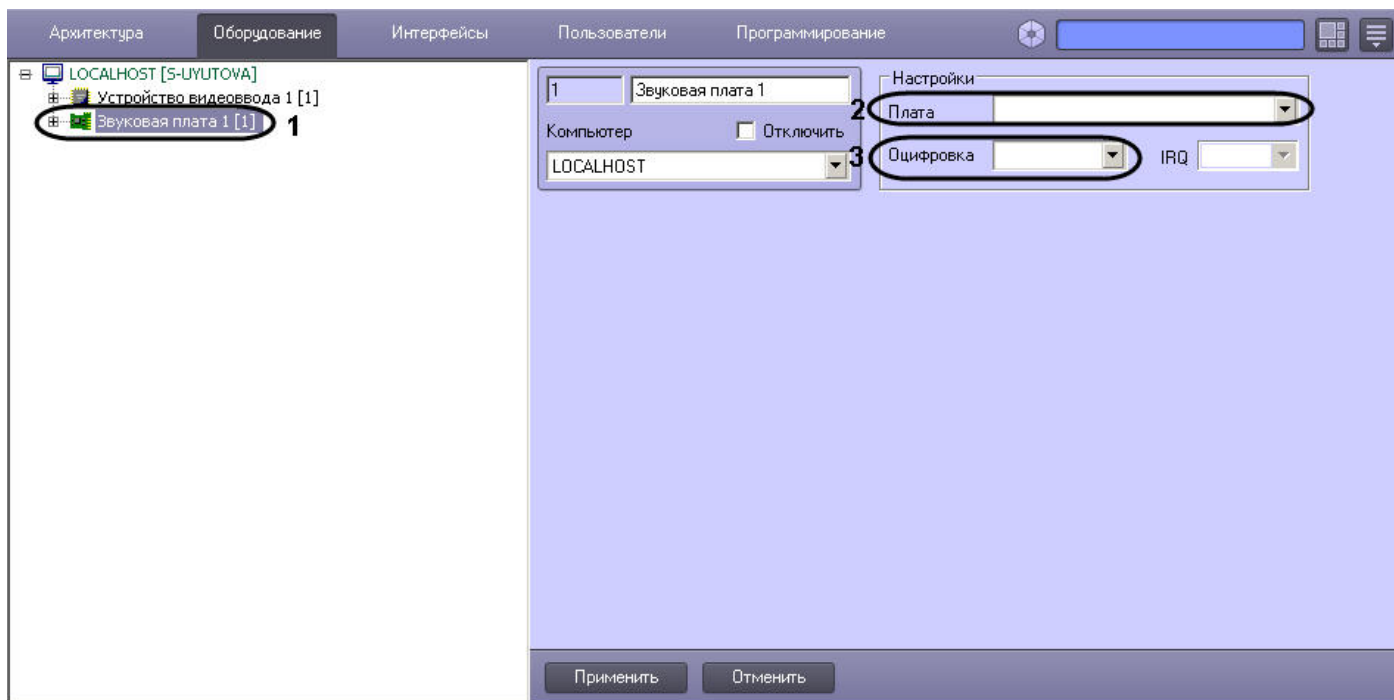 Архитектура Оборудование Интерфейсы Пользователи Программирование
LOCALHOST [S-UYUTOVA]
Устройство видеоввода 1 [1]
Звуковая плата 1 [1] 1
1 Звуковая плата 1
Компьютер Отключить
LOCALHOST
Настройки
2 Плата
3 Оцифровка IRQ
Применить Отменить